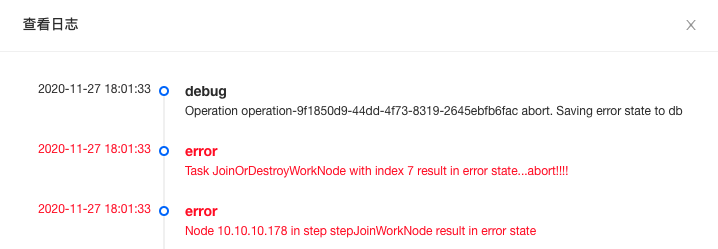 查看日志
2020-11-27 18:01:33 debug
Operation operation-9f1850d9-44dd-4f73-8319-2645ebfb6fac abort. Saving error state to db
2020-11-27 18:01:33 error
Task JoinOrDestroyWorkNode with index 7 result in error state...abort!!!!
2020-11-27 18:01:33 error
Node 10.10.10.178 in step stepJoinWorkNode result in error state